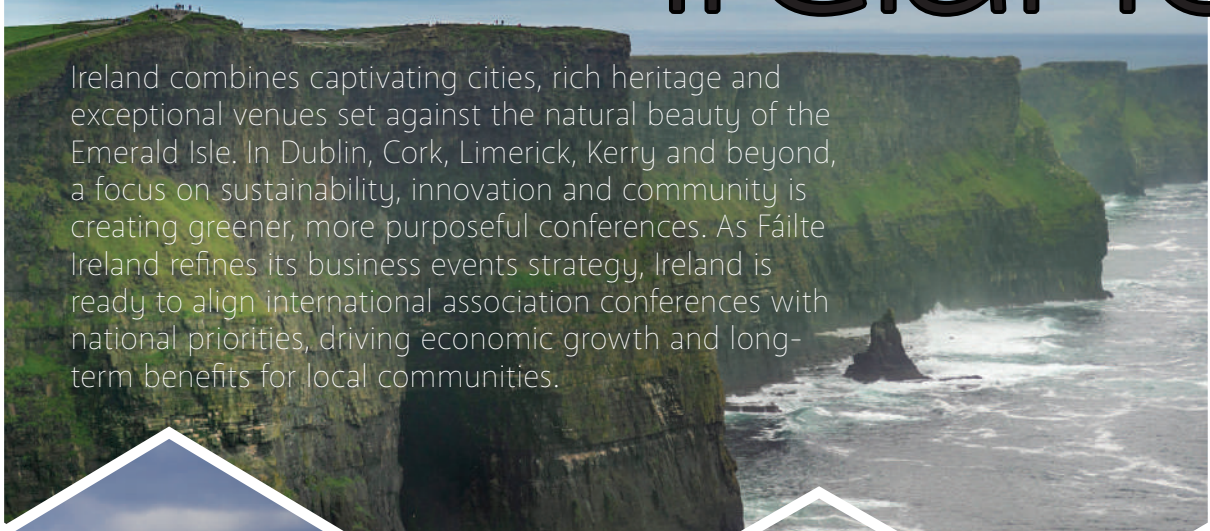 Ireland combines captivating cities, rich heritage and
exceptional venues set against the natural beauty of the
Emerald Isle. In Dublin, Cork, Limerick, Kerry and beyond,
a focus on sustainability, innovation and community is
creating greener, more purposeful conferences. As Fáilte
Ireland refines its business events strategy, Ireland is
ready to align international association conferences with
national priorities, driving economic growth and long-
term benefits for local communities.